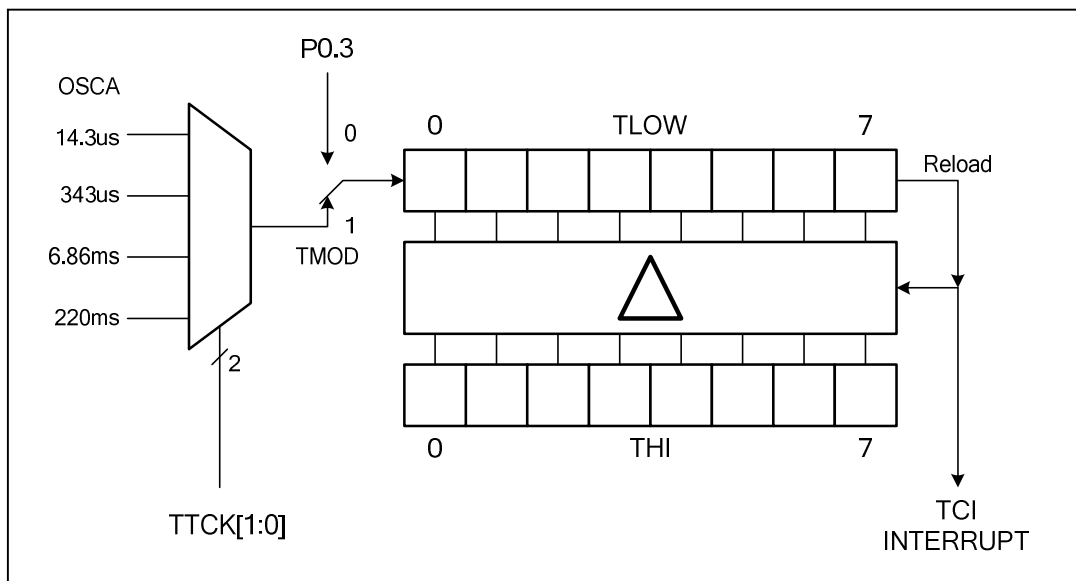 P0.3
OSCA
14.3us
343us
6.86ms
220ms
2
TTCK[1:0]
0
1
TMOD
0 TLOW 7
Reload
0 THI 7
TCI
INTERRUPT